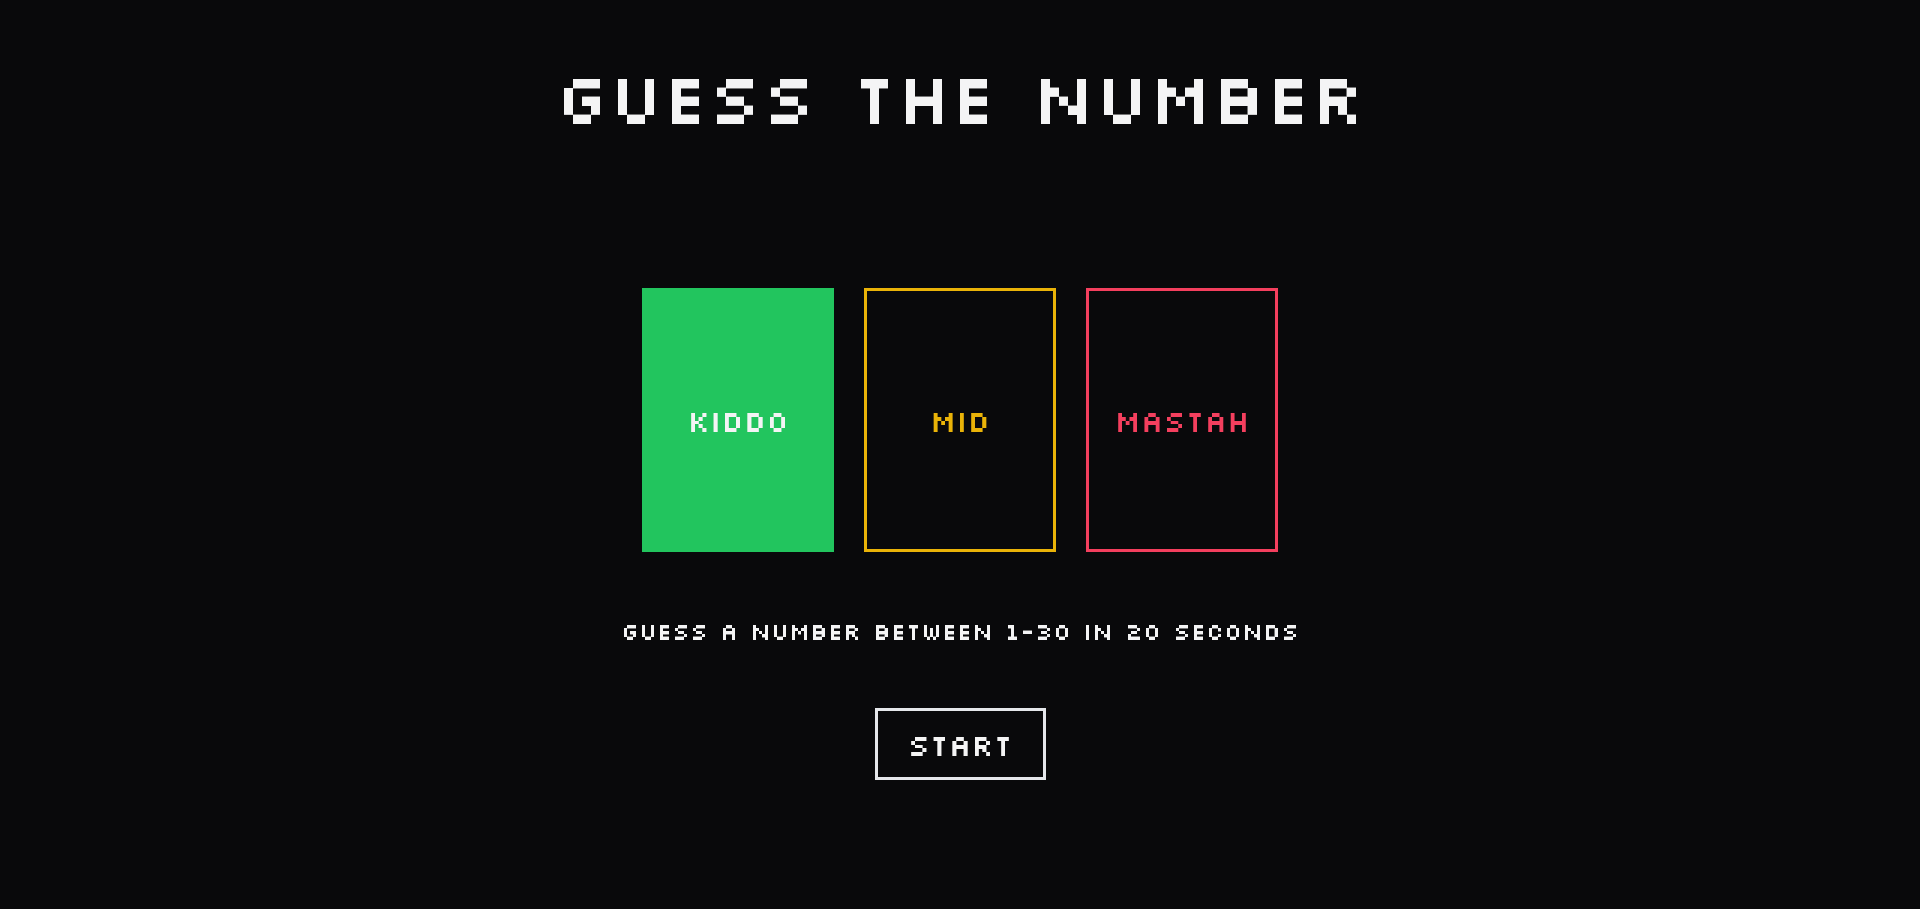 GUESS THE NUMBER
KIDDO
MID
MASTAH
GUESS A NUMBER BETWEEN 1-30 IN 20 SECONDS
START